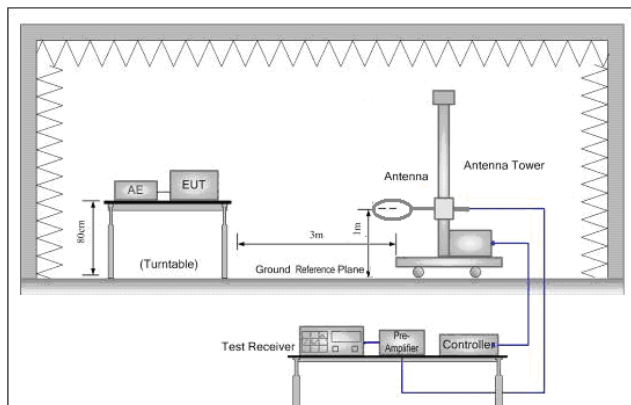 Antenna Tower
Antenna
EUT
AE
80cm
3m
1m
(Turntable)
Ground Reference Plane
Test Receiver
Pre-
Amplifier
Controller